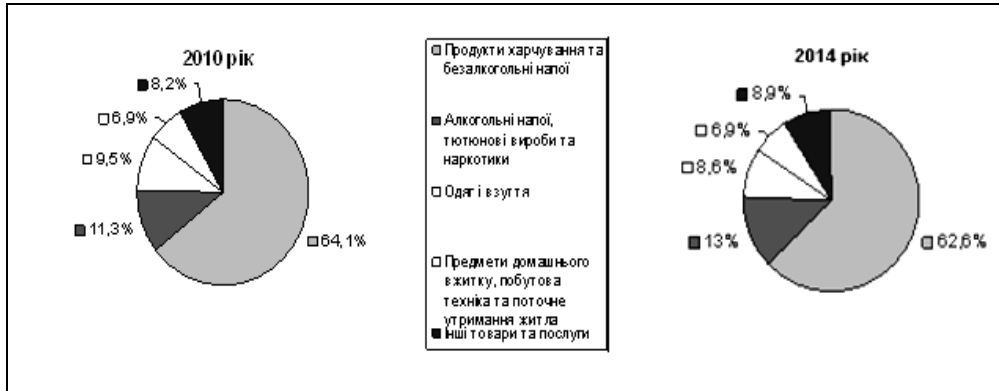 2010 рік
8,2%
6,9%
9,5%
11,3%
64,1%
Продукти харчування та
безалкогольні напої
Алкогольні напої,
тютюнові вироби та
наркотики
Одяг і взуття
Предмети домашнього
вжитку, побутова
техніка та поточне
утримання житла
Інші товари та послуги
2014 рік
8,9%
6,9%
8,6%
13%
62,6%